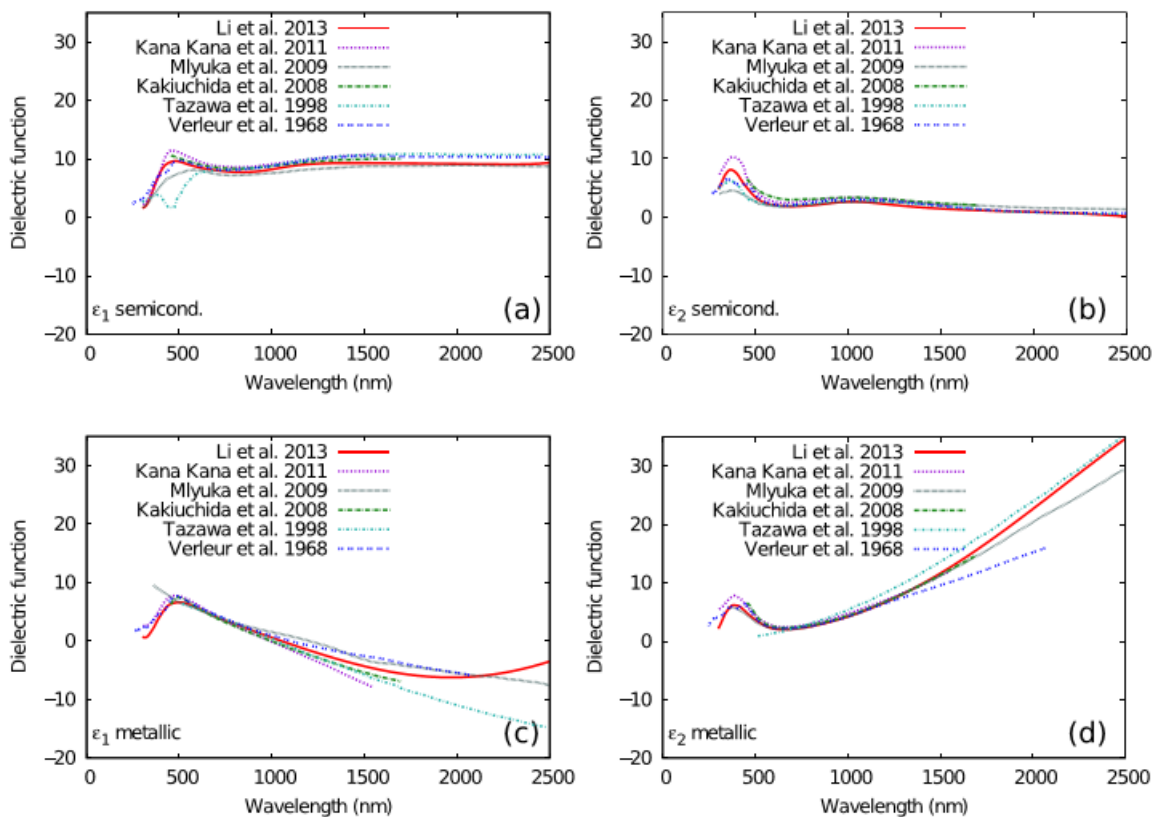 Dielectric function
35
30
20
10
0
−10
−20
Li et al. 2013
Kana Kana et al. 2011
Mlyuka et al. 2009
Kakiuchida et al. 2008
Tazawa et al. 1998
Verleur et al. 1968
ε1 semicond.
(a)
0 500 1000 1500 2000 2500
Wavelength (nm)
Dielectric function
30
20
10
0
−10
−20
Li et al. 2013
Kana Kana et al. 2011
Mlyuka et al. 2009
Kakiuchida et al. 2008
Tazawa et al. 1998
Verleur et al. 1968
ε2 semicond.
(b)
0 500 1000 1500 2000 2500
Wavelength (nm)
Dielectric function
30
20
10
0
−10
−20
Li et al. 2013
Kana Kana et al. 2011
Mlyuka et al. 2009
Kakiuchida et al. 2008
Tazawa et al. 1998
Verleur et al. 1968
ε1 metallic
(c)
0 500 1000 1500 2000 2500
Wavelength (nm)
Dielectric function
30
20
10
0
−10
−20
Li et al. 2013
Kana Kana et al. 2011
Mlyuka et al. 2009
Kakiuchida et al. 2008
Tazawa et al. 1998
Verleur et al. 1968
ε2 metallic
(d)
0 500 1000 1500 2000 2500
Wavelength (nm)